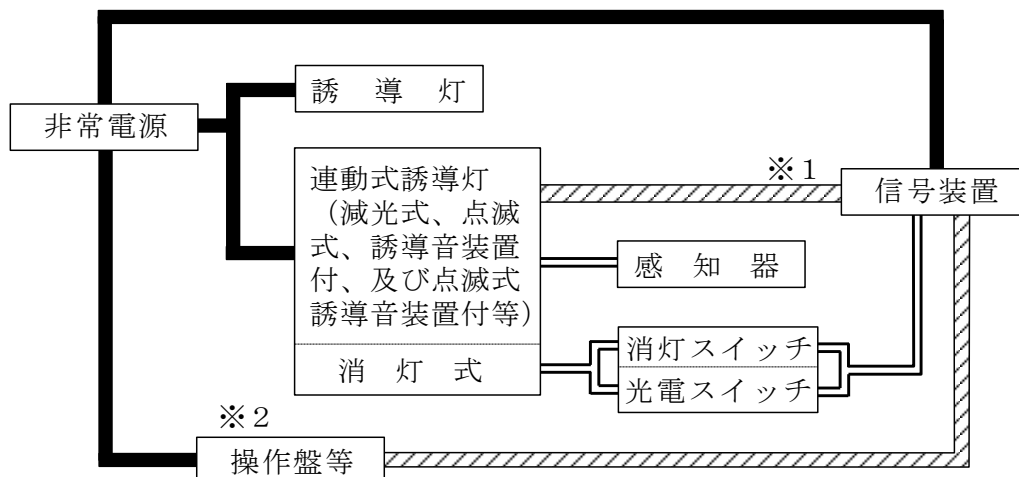 誘導灯
非常電源
連動式誘導灯
（減光式、点滅
式、誘導音装置
付、及び点滅式
誘導音装置付等）
消灯式
※１
信号装置
感知器
消灯スイッチ
光電スイッチ
※２
操作盤等